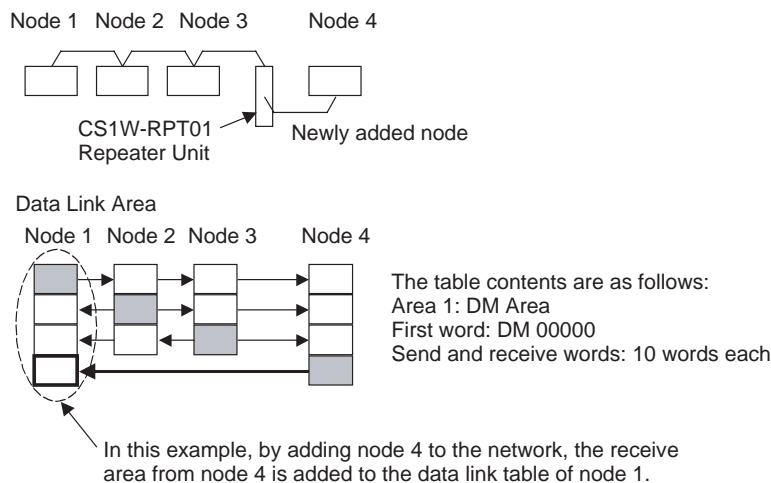 Node 1 Node 2 Node 3 Node 4
CS1W-RPT01
Repeater Unit
Newly added node
Data Link Area
Node 1 Node 2 Node 3 Node 4
The table contents are as follows:
Area 1: DM Area
First word: DM 00000
Send and receive words: 10 words each
In this example, by adding node 4 to the network, the receive
area from node 4 is added to the data link table of node 1.